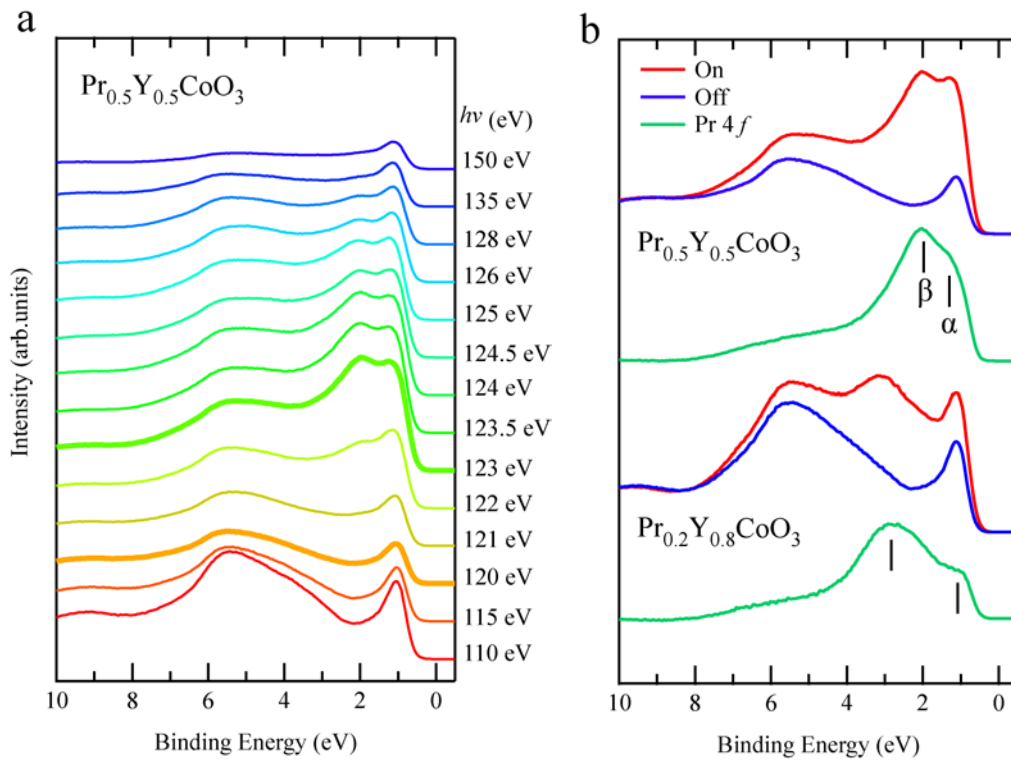 a
Pr0.5Y0.5CoO3
hν (eV)
150 eV
135 eV
128 eV
126 eV
125 eV
124.5 eV
124 eV
123.5 eV
123 eV
122 eV
121 eV
120 eV
115 eV
110 eV
Intensity (arb.units)
10 8 6 4 2 0
Binding Energy (eV)
b
On
Off
Pr 4f
Pr0.5Y0.5CoO3
β
α
Pr0.2Y0.8CoO3
10 8 6 4 2 0
Binding Energy (eV)